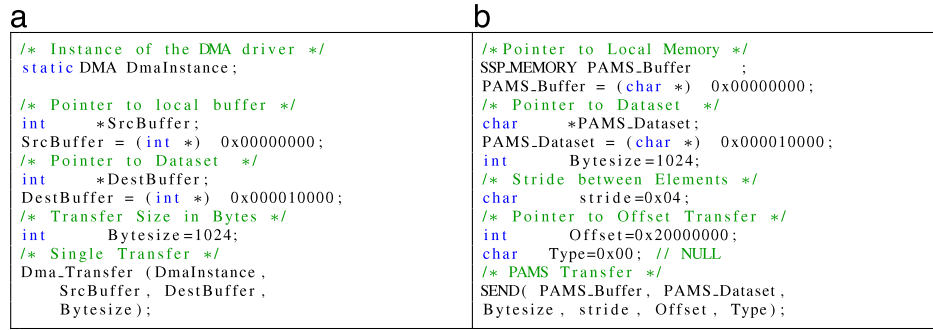 a
/* Instance of the DMA driver */
static DMA DmaInstance;
/* Pointer to local buffer */
int *SrcBuffer;
SrcBuffer = (int *) 0x00000000;
/* Pointer to Dataset */
int *DestBuffer;
DestBuffer = (int *) 0x000010000;
/* Transfer Size in Bytes */
int Bytesize=1024;
/* Single Transfer */
Dma_Transfer (DmaInstance,
SrcBuffer, DestBuffer,
Bytesize);
b
/*Pointer to Local Memory */
SSP_MEMORY PAMS_Buffer ;
PAMS_Buffer = (char *) 0x00000000;
/* Pointer to Dataset */
char *PAMS_Dataset;
PAMS_Dataset = (char *) 0x000010000;
int Bytesize=1024;
/* Stride between Elements */
char stride=0x04;
/* Pointer to Offset Transfer */
int Offset=0x20000000;
char Type=0x00; // NULL
/* PAMS Transfer */
SEND( PAMS_Buffer, PAMS_Dataset,
Bytesize, stride, Offset, Type);